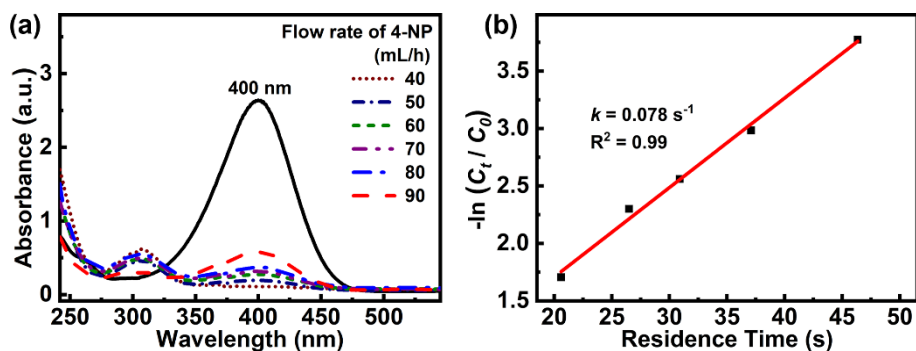 (a)
Flow rate of 4-NP
(mL/h)
400 nm
40
50
60
70
80
90
Absorbance (a.u.)
3
2
1
0
250 300 350 400 450 500
Wavelength (nm)
(b)
k = 0.078 s⁻¹
R² = 0.99
-ln (Cₜ / C₀)
3.5
3.0
2.5
2.0
1.5
20 25 30 35 40 45 50
Residence Time (s)